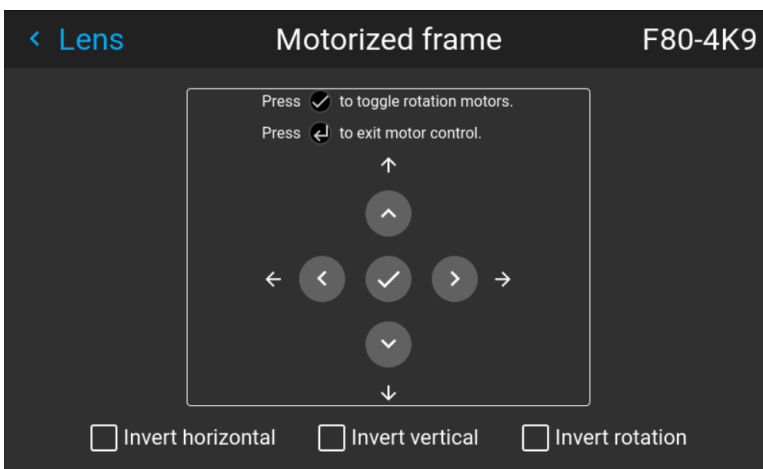 Lens
Motorized frame
F80-4K9
Press to toggle rotation motors.
Press to exit motor control.
Invert horizontal
Invert vertical
Invert rotation